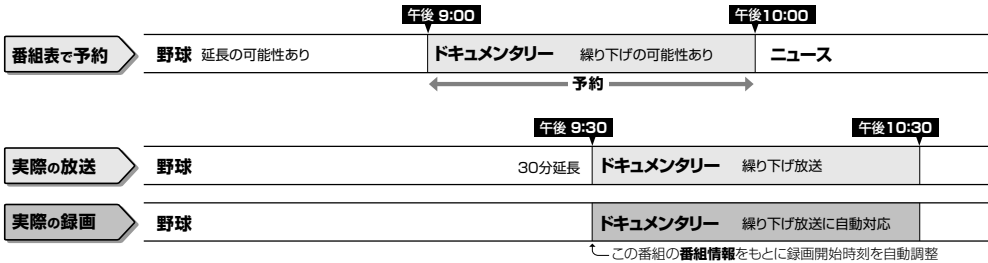 午後 9:00 午後10:00
番組表で予約 野球 延長の可能性あり ドキュメンタリー 繰り下げの可能性あり ニュース
予約
午後 9:30 午後10:30
実際の放送 野球 30分延長 ドキュメンタリー 繰り下げ放送
実際の録画 野球 ドキュメンタリー 繰り下げ放送に自動対応
この番組の番組情報をもとに録画開始時刻を自動調整